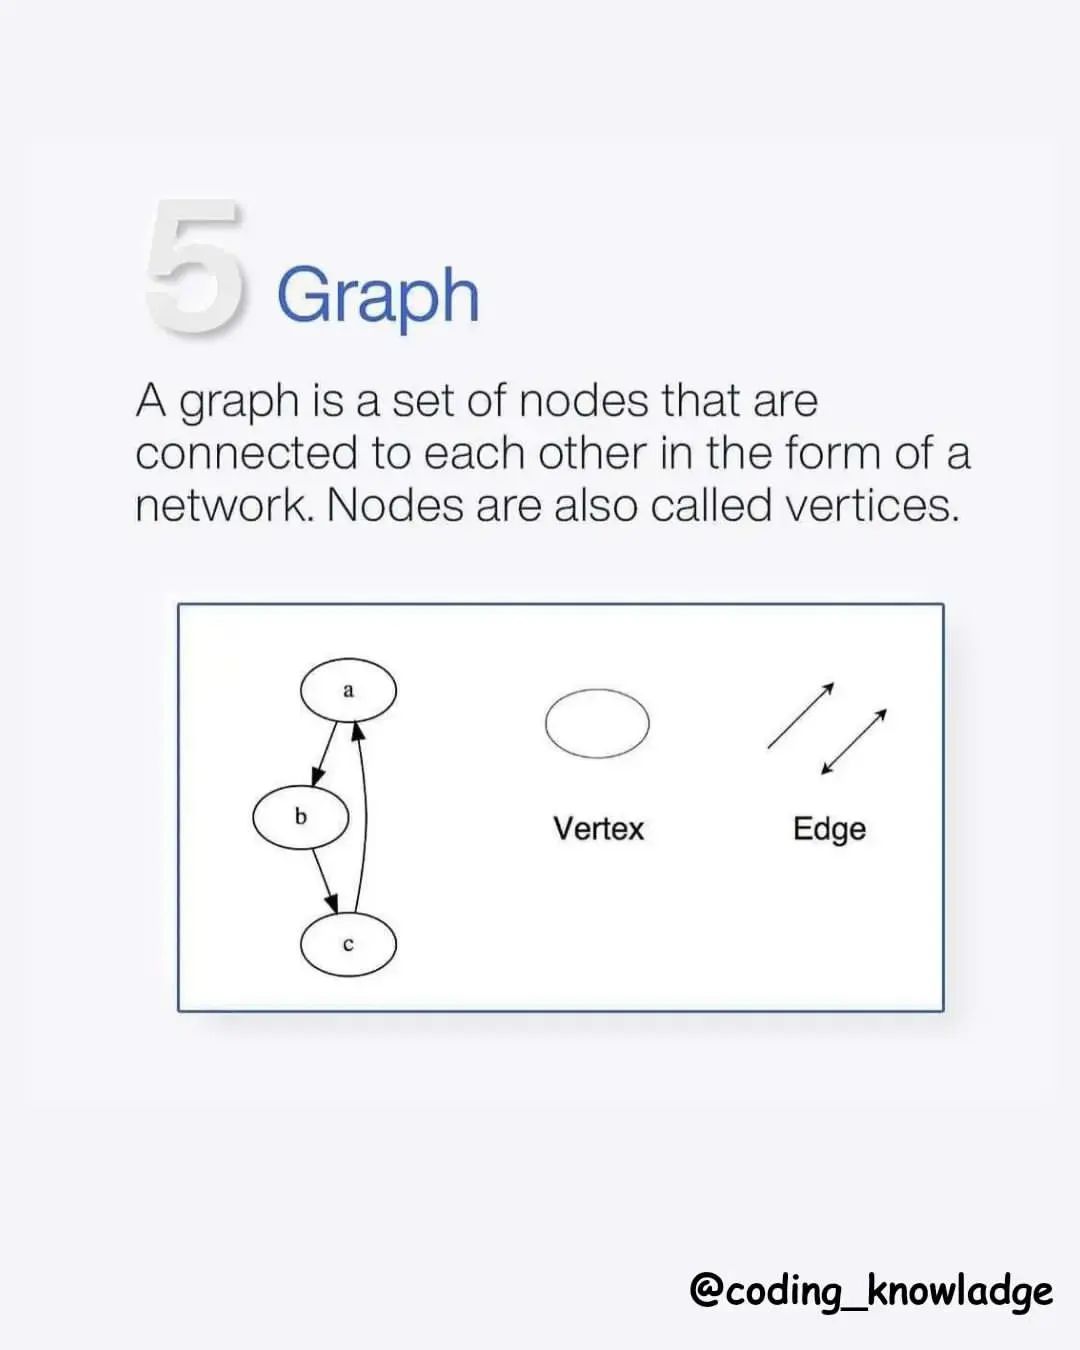 5 Graph
A graph is a set of nodes that are
connected to each other in the form of a
network. Nodes are also called vertices.
a
b
c
Vertex
Edge
@coding_knowladge